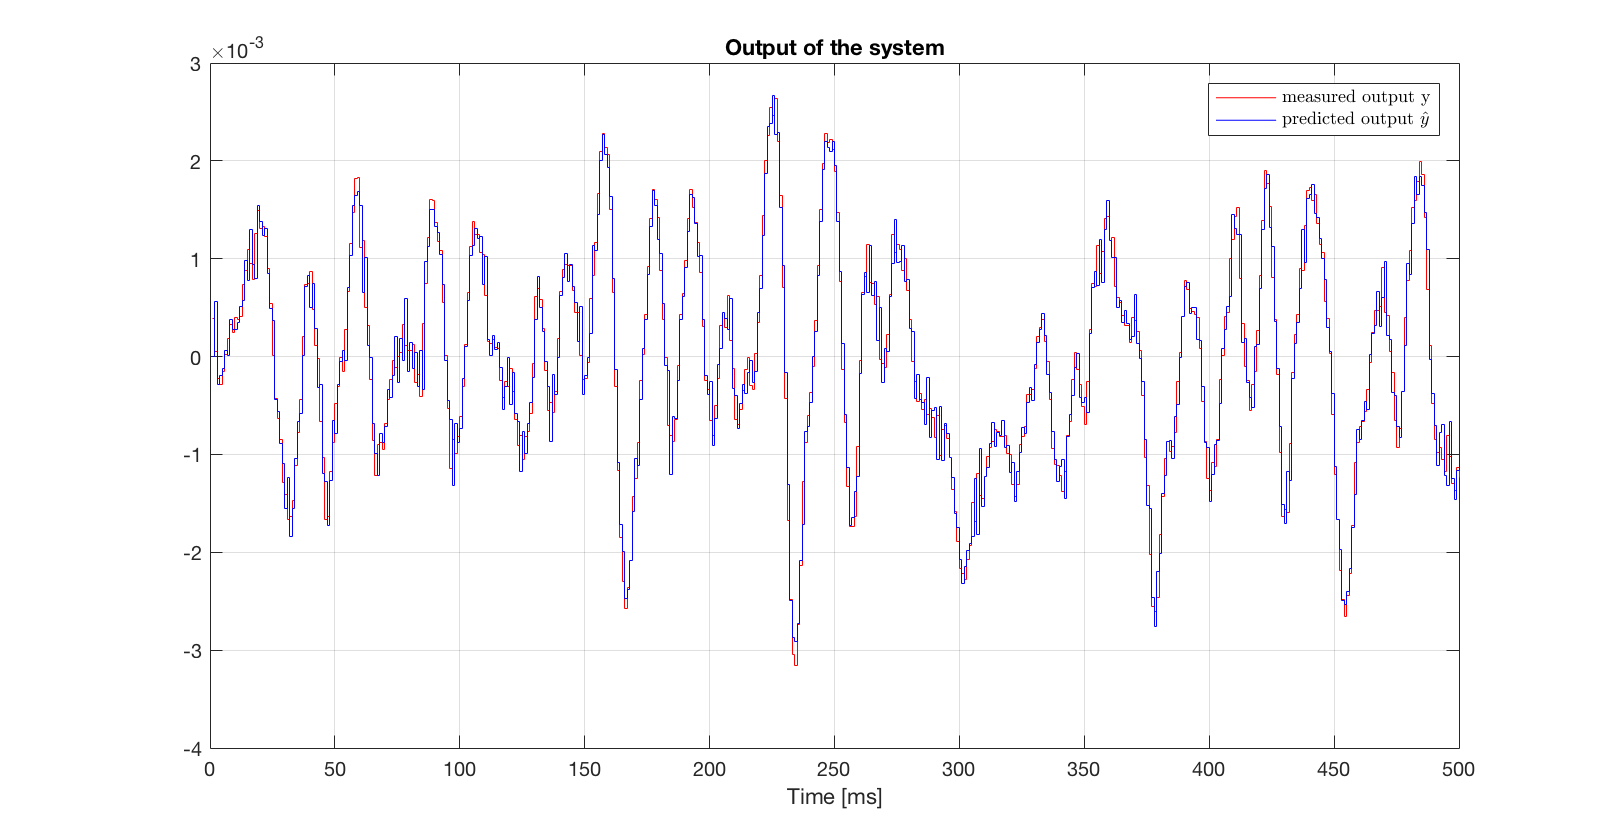 ×10⁻³
Output of the system
3
2
1
0
-1
-2
-3
-4
measured output y
predicted output ŷ
0 50 100 150 200 250 300 350 400 450 500
Time [ms]